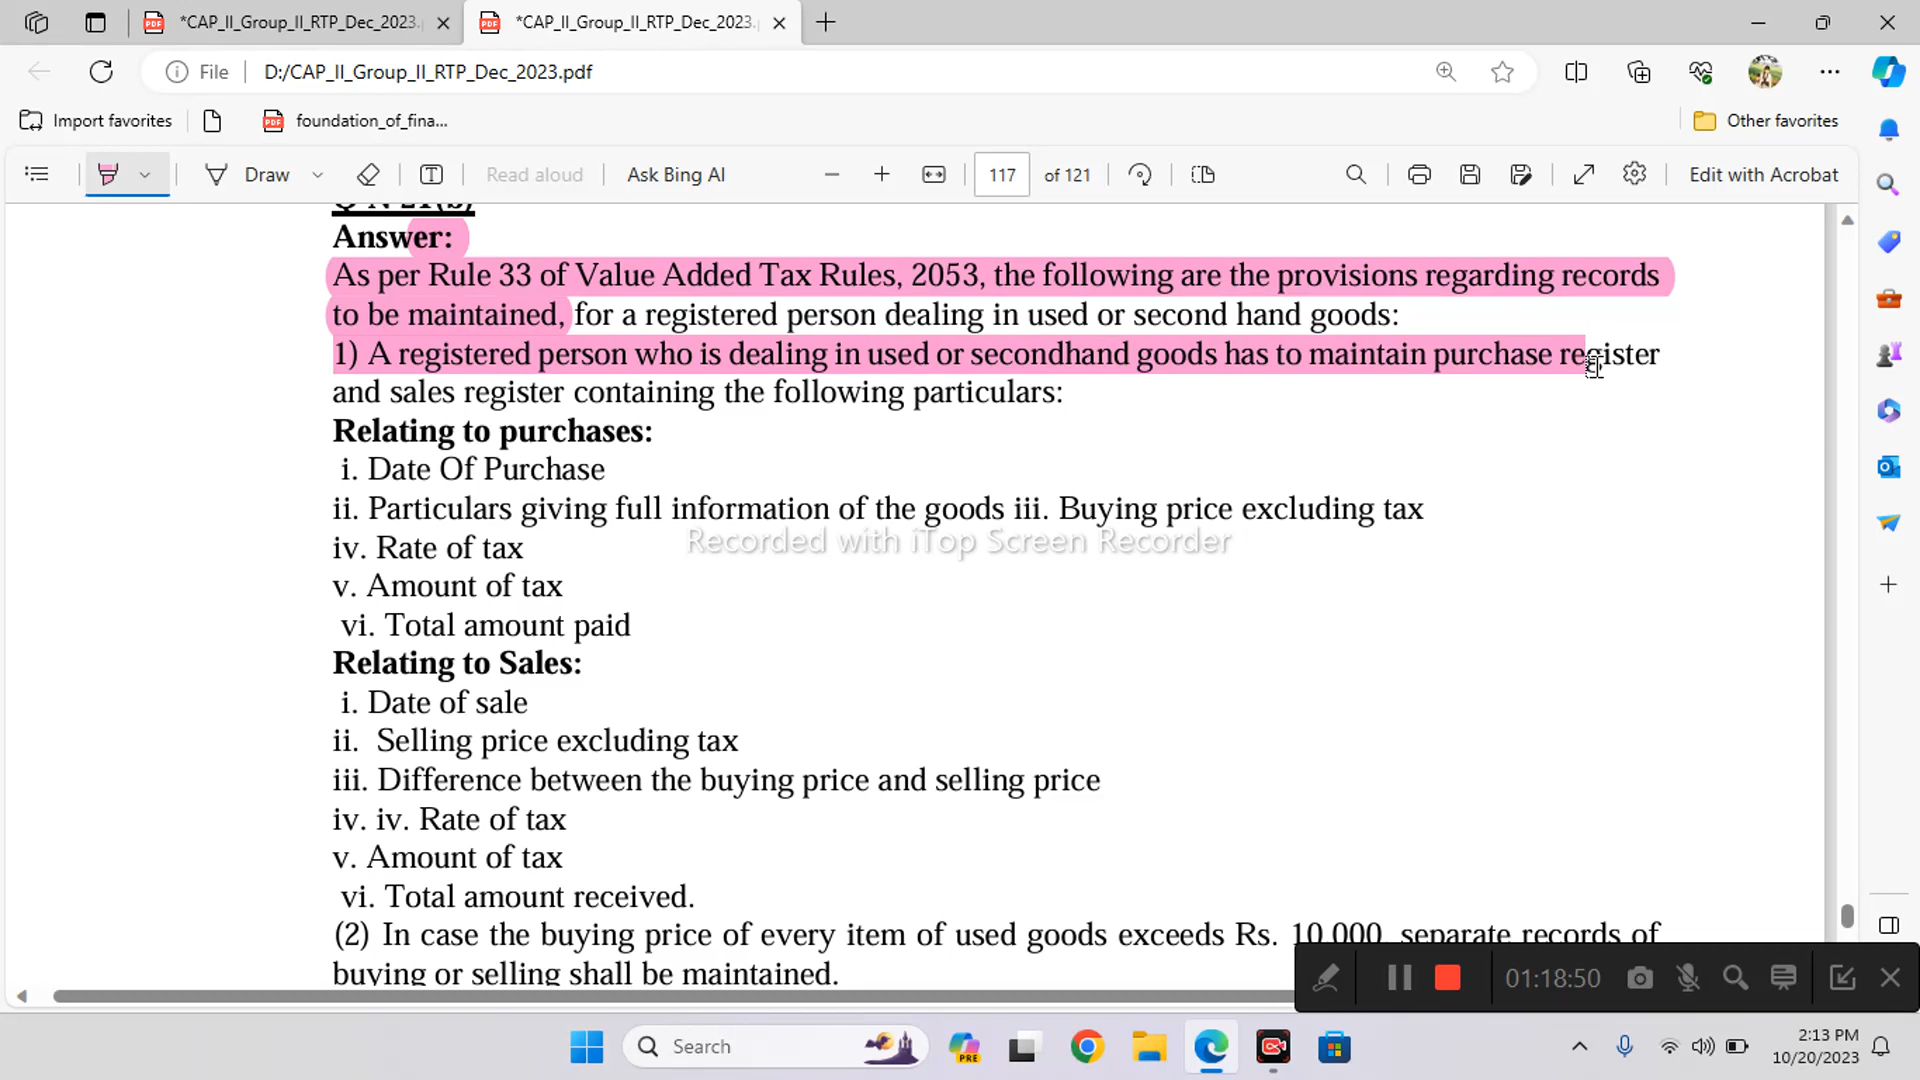 *CAP_II_Group_II_RTP_Dec_2023.
*CAP_II_Group_II_RTP_Dec_2023.
File
D:/CAP_II_Group_II_RTP_Dec_2023.pdf
Import favorites
foundation_of_fina...
Other favorites
Draw
Read aloud
Ask Bing AI
117
of 121
Edit with Acrobat
Answer:
As per Rule 33 of Value Added Tax Rules, 2053, the following are the provisions regarding records
to be maintained, for a registered person dealing in used or second hand goods:
1) A registered person who is dealing in used or secondhand goods has to maintain purchase register
and sales register containing the following particulars:
Relating to purchases:
i. Date Of Purchase
ii. Particulars giving full information of the goods iii. Buying price excluding tax
Recorded with iTop Screen Recorder
iv. Rate of tax
v. Amount of tax
vi. Total amount paid
Relating to Sales:
i. Date of sale
ii. Selling price excluding tax
iii. Difference between the buying price and selling price
iv. iv. Rate of tax
v. Amount of tax
vi. Total amount received.
(2) In case the buying price of every item of used goods exceeds Rs. 10,000, separate records of
buying or selling shall be maintained.
01:18:50
Search
PRE
2:13 PM
10/20/2023